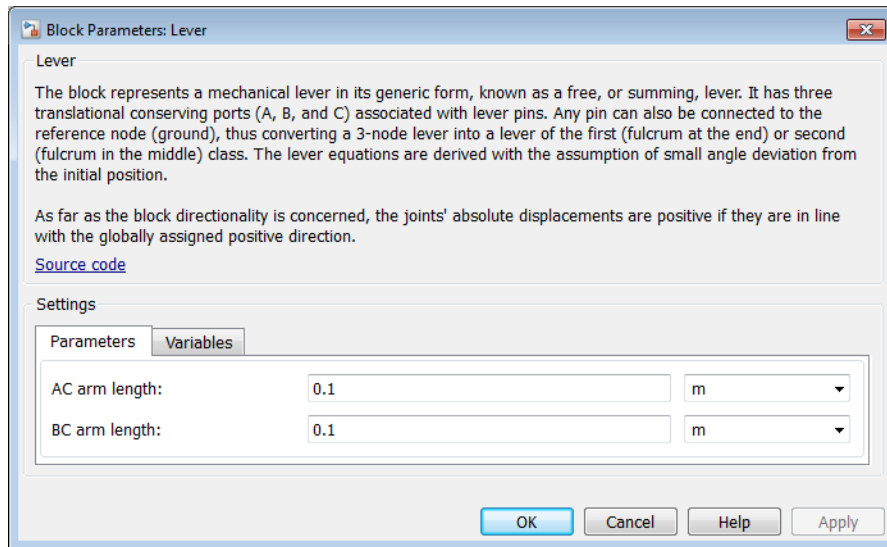 Block Parameters: Lever
Lever
The block represents a mechanical lever in its generic form, known as a free, or summing, lever. It has three
translational conserving ports (A, B, and C) associated with lever pins. Any pin can also be connected to the
reference node (ground), thus converting a 3-node lever into a lever of the first (fulcrum at the end) or second
(fulcrum in the middle) class. The lever equations are derived with the assumption of small angle deviation from
the initial position.
As far as the block directionality is concerned, the joints' absolute displacements are positive if they are in line
with the globally assigned positive direction.
Source code
Settings
Parameters Variables
AC arm length: 0.1 m
BC arm length: 0.1 m
OK Cancel Help Apply